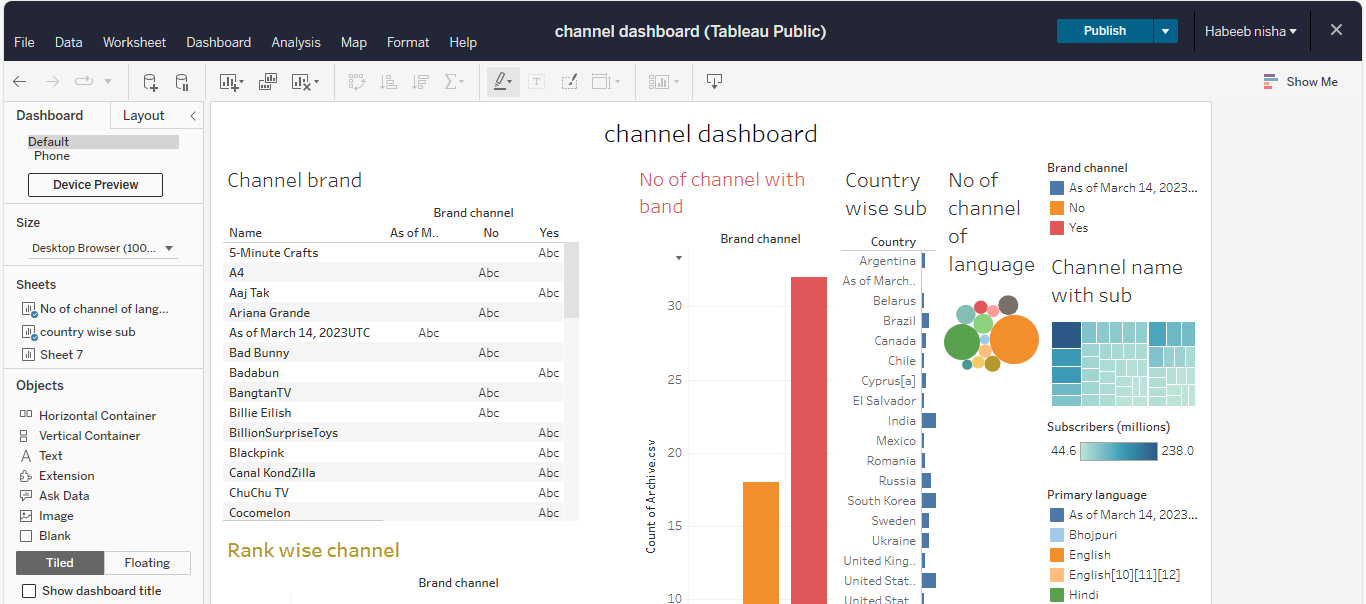 channel dashboard (Tableau Public)
Publish
Habeeb nisha
File Data Worksheet Dashboard Analysis Map Format Help
Show Me
Dashboard Layout
Default
Phone
Device Preview
Size
Desktop Browser (100...
Sheets
No of channel of lang...
country wise sub
Sheet 7
Objects
Horizontal Container
Vertical Container
A Text
Extension
Ask Data
Image
Blank
Tiled Floating
Show dashboard title
channel dashboard
Channel brand
Brand channel
Name As of M.. No Yes
5-Minute Crafts Abc
A4 Abc
Aaj Tak Abc
Ariana Grande Abc
As of March 14, 2023UTC Abc
Bad Bunny Abc
Badabun Abc
BangtanTV Abc
Billie Eilish Abc
BillionSurpriseToys Abc
Blackpink Abc
Canal KondZilla Abc
ChuChu TV Abc
Cocomelon Abc
Rank wise channel
Brand channel
No of channel with
band
Brand channel
30
25
20
15
10
Count of Archive.csv
Country
wise sub
Country
Argentina
As of March..
Belarus
Brazil
Canada
Chile
Cyprus[a]
El Salvador
India
Mexico
Romania
Russia
South Korea
Sweden
Ukraine
United King..
United Stat..
United Stat..
No of
channel
of
language
Brand channel
As of March 14, 2023...
No
Yes
Channel name
with sub
Subscribers (millions)
44.6 238.0
Primary language
As of March 14, 2023...
Bhojpuri
English
English[10][11][12]
Hindi